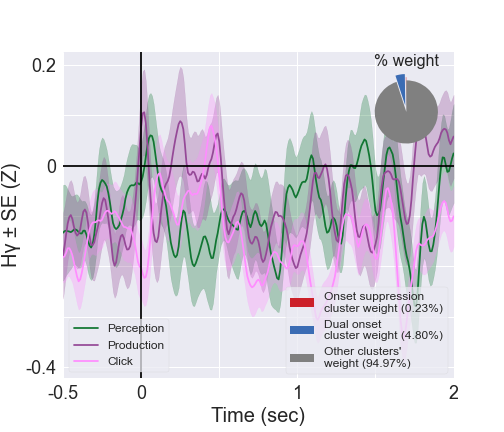 % weight
0.2
0
-0.4
Hγ ± SE (Z)
Perception
Production
Click
Onset suppression
cluster weight (0.23%)
Dual onset
cluster weight (4.80%)
Other clusters'
weight (94.97%)
-0.5
0
1
2
Time (sec)